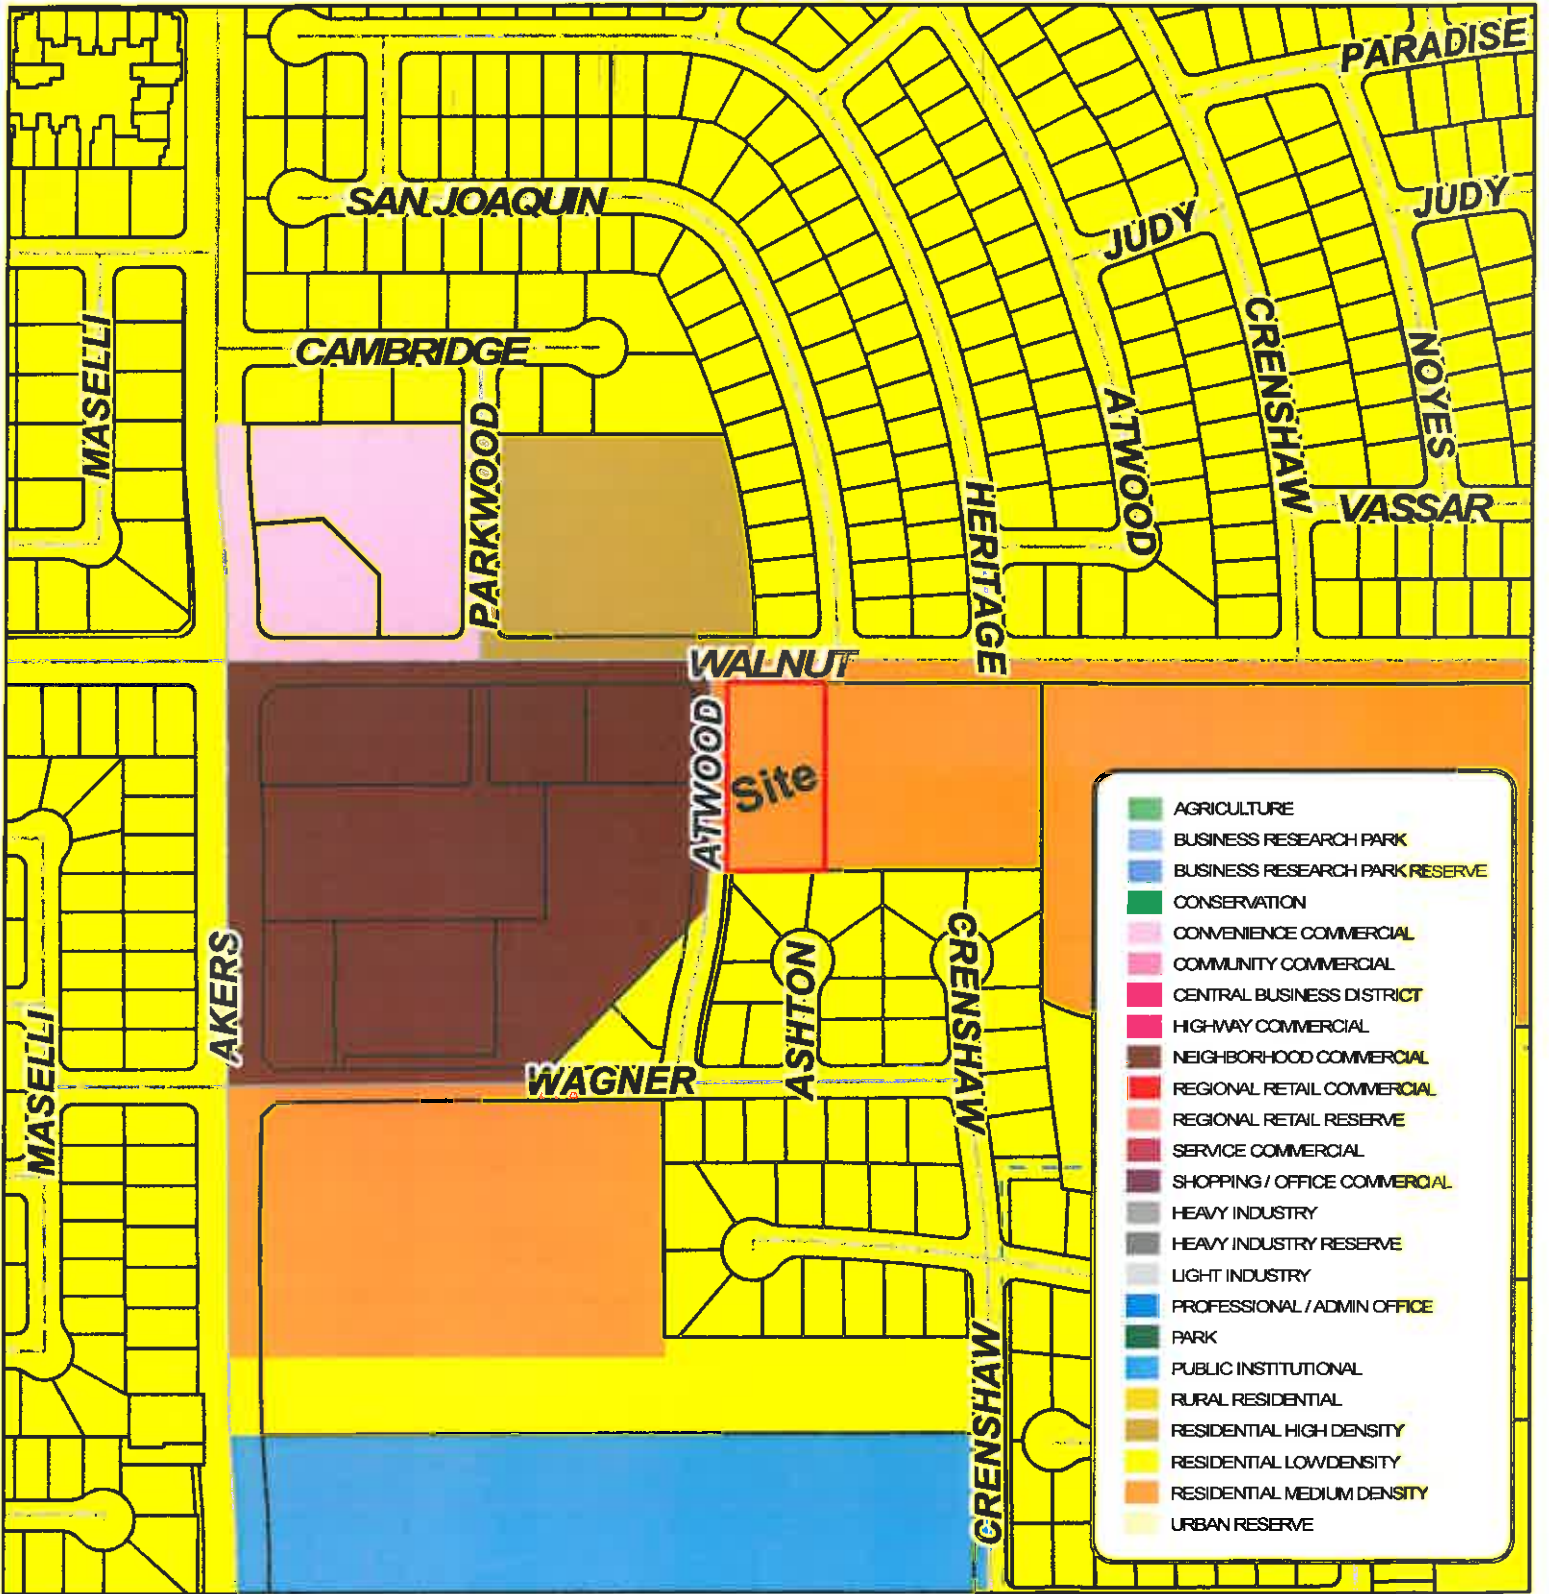 PARADISE
SAN JOAQUIN
JUDY
JUDY
MASELLI
CAMBRIDGE
PARKWOOD
HERITAGE
ATWOOD
CRENSHAW
NOYES
VASSAR
WALNUT
ATWOOD
Site
AKERS
MASELLI
WAGNER
ASHTON
CRENSHAW
CRENSHAW
AGRICULTURE
BUSINESS RESEARCH PARK
BUSINESS RESEARCH PARK RESERVE
CONSERVATION
CONVENIENCE COMMERCIAL
COMMUNITY COMMERCIAL
CENTRAL BUSINESS DISTRICT
HIGHWAY COMMERCIAL
NEIGHBORHOOD COMMERCIAL
REGIONAL RETAIL COMMERCIAL
REGIONAL RETAIL RESERVE
SERVICE COMMERCIAL
SHOPPING / OFFICE COMMERCIAL
HEAVY INDUSTRY
HEAVY INDUSTRY RESERVE
LIGHT INDUSTRY
PROFESSIONAL / ADMIN OFFICE
PARK
PUBLIC INSTITUTIONAL
RURAL RESIDENTIAL
RESIDENTIAL HIGH DENSITY
RESIDENTIAL LOW DENSITY
RESIDENTIAL MEDIUM DENSITY
URBAN RESERVE